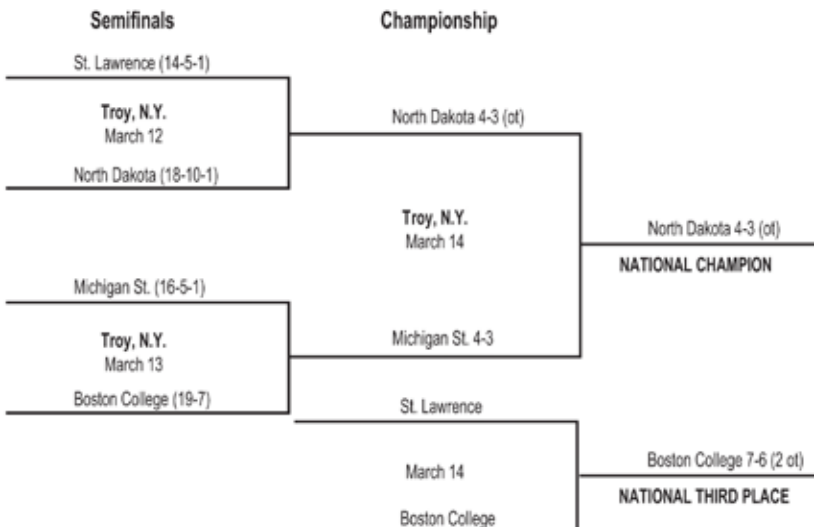 Semifinals
Championship
St. Lawrence (14-5-1)
Troy, N.Y.
March 12
North Dakota 4-3 (ot)
North Dakota (18-10-1)
Troy, N.Y.
March 14
North Dakota 4-3 (ot)
NATIONAL CHAMPION
Michigan St. (16-5-1)
Troy, N.Y.
March 13
Michigan St. 4-3
Boston College (19-7)
St. Lawrence
March 14
Boston College 7-6 (2 ot)
NATIONAL THIRD PLACE
Boston College